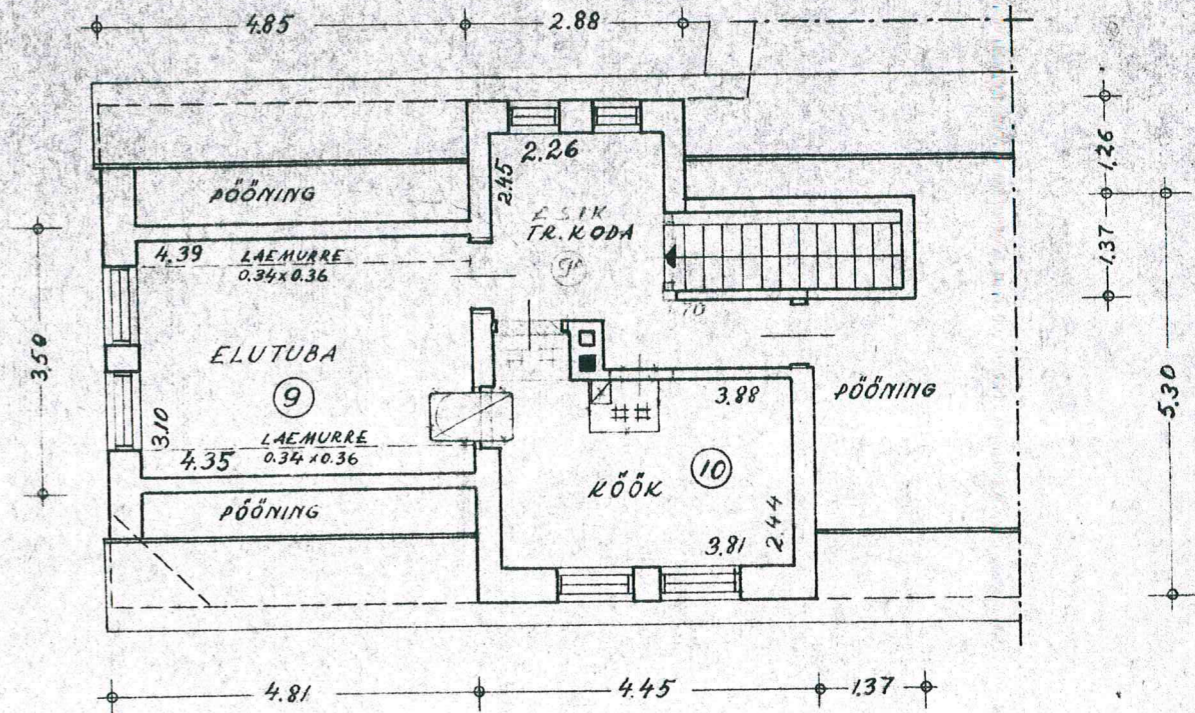 4.85
2.88
2.26
2.45
1.26
PÖÖNING
ESIK
TR. KODA
4.39
LAEMURRE
0.34x0.36
1.37
3.50
ELUTUBA
9
3.10
3.88
PÖÖNING
5.30
LAEMURRE
0.34x0.36
4.35
KÖÖK
10
2.44
PÖÖNING
3.81
4.81
4.45
1.37